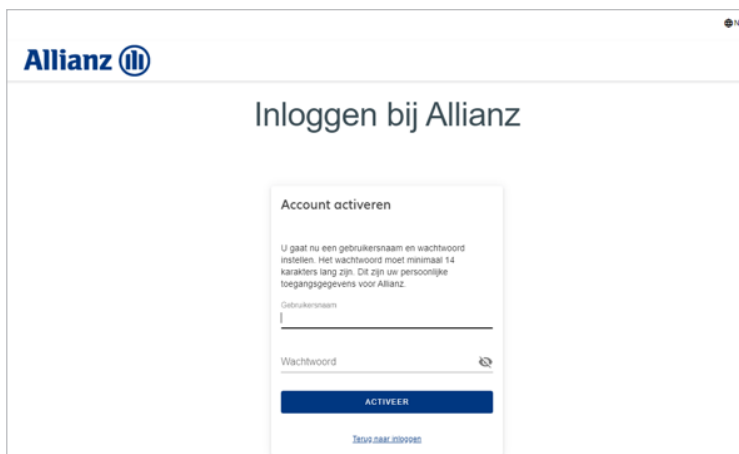 N
Allianz
Inloggen bij Allianz
Account activeren
U gaat nu een gebruikersnaam en wachtwoord
instellen. Het wachtwoord moet minimaal 14
karakters lang zijn. Dit zijn uw persoonlijke
toegangsgegevens voor Allianz.
Gebruikersnaam
Wachtwoord
ACTIVEER
Terug naar inloggen